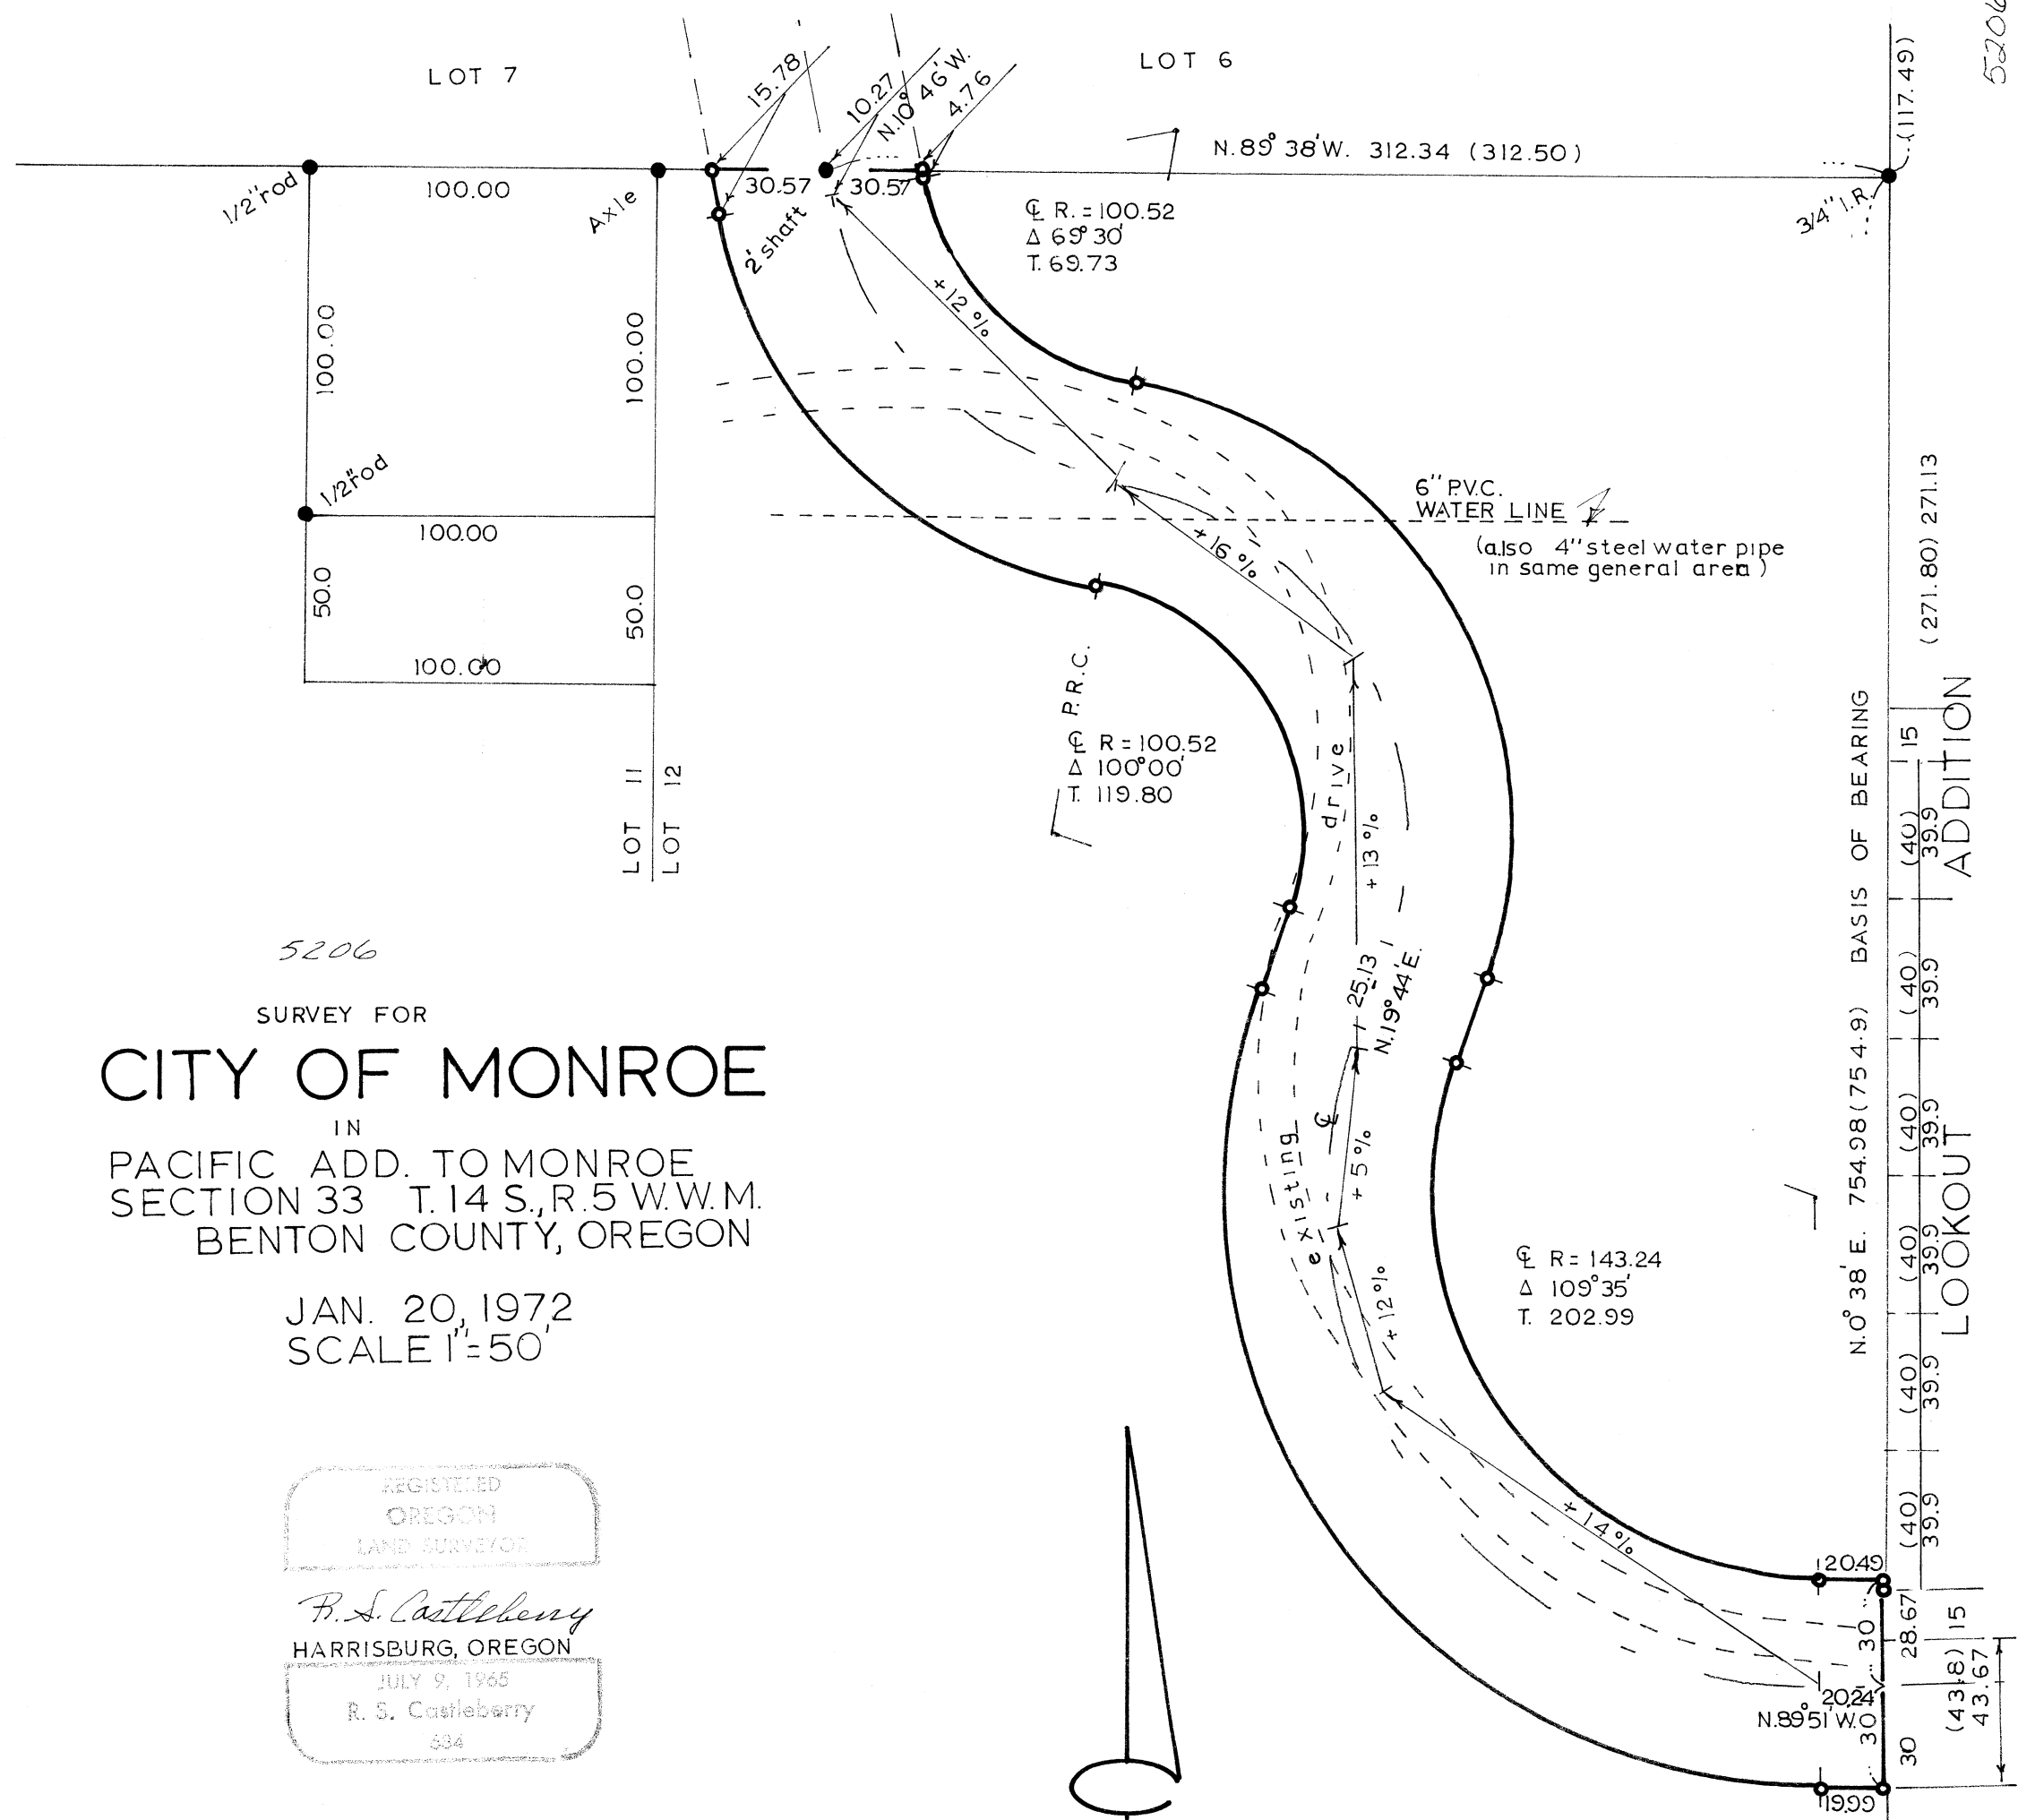 5206
LOT 7
LOT 6
(117.49)
15.78
10.27
N.10° 46' W.
4.76
N.89° 38' W. 312.34 (312.50)
1/2" rod
100.00
Axle
30.57
30.57
2' shaft
3/4" I.R.
℄ R. = 100.52
Δ 69° 30'
T. 69.73
100.00
100.00
+12 %
1/2" rod
100.00
50.0
50.0
100.00
6" P.V.C.
WATER LINE
(also 4" steel water pipe
in same general area)
+16 %
(271.80) 271.13
P.R.C.
℄ R = 100.52
Δ 100° 00'
T. 119.80
LOT 11
LOT 12
drive
+13 %
25.13
N.19° 44' E.
℄
existing
+5 %
+12 %
+14 %
℄ R = 143.24
Δ 109° 35'
T. 202.99
N.0° 38' E. 754.98 (754.9) BASIS OF BEARING
15
(40)
39.9
(40)
39.9
(40)
39.9
(40)
39.9
(40)
39.9
(40)
39.9
LOOKOUT ADDITION
20.49
30
28.67
15
(43.8)
43.67
20.24
N.89° 51' W.
30
30
19.99
5206
SURVEY FOR
CITY OF MONROE
IN
PACIFIC ADD. TO MONROE
SECTION 33 T.14 S., R.5 W.W.M.
BENTON COUNTY, OREGON
JAN. 20, 1972
SCALE 1" = 50'
REGISTERED
OREGON
LAND SURVEYOR
R. S. Castleberry
HARRISBURG, OREGON
JULY 9, 1965
R. S. Castleberry
684